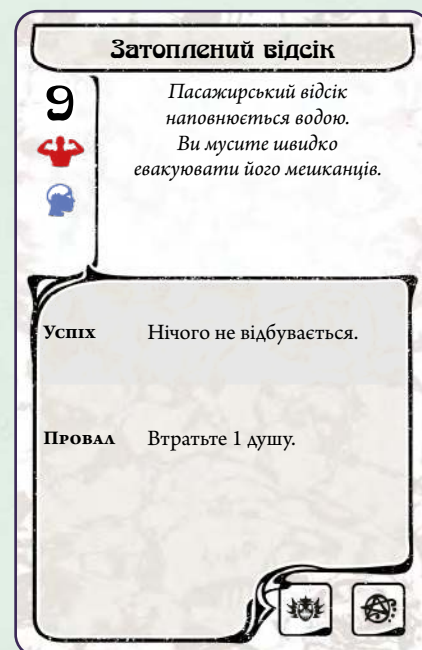 Затоплений відсік
9
Пасажирський відсік
наповнюється водою.
Ви мусите швидко
евакуювати його мешканців.
Успіх Нічого не відбувається.
Провал Втратьте 1 душу.